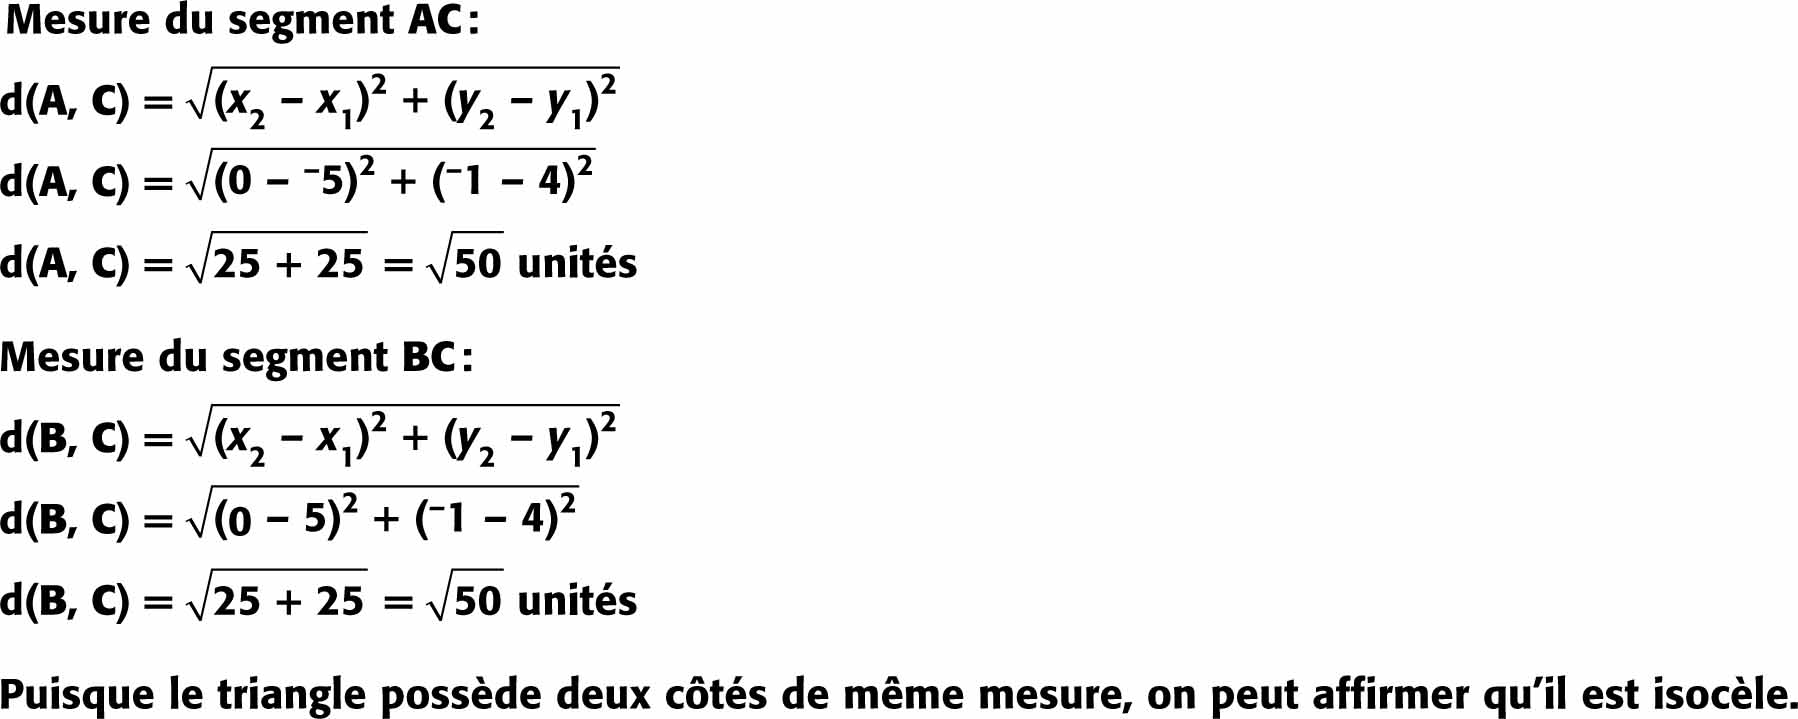 Mesure du segment AC :
d(A, C) = √((x₂ − x₁)² + (y₂ − y₁)²)
d(A, C) = √((0 − ⁻5)² + (⁻1 − 4)²)
d(A, C) = √(25 + 25) = √50 unités
Mesure du segment BC :
d(B, C) = √((x₂ − x₁)² + (y₂ − y₁)²)
d(B, C) = √((0 − 5)² + (⁻1 − 4)²)
d(B, C) = √(25 + 25) = √50 unités
Puisque le triangle possède deux côtés de même mesure, on peut affirmer qu’il est isocèle.